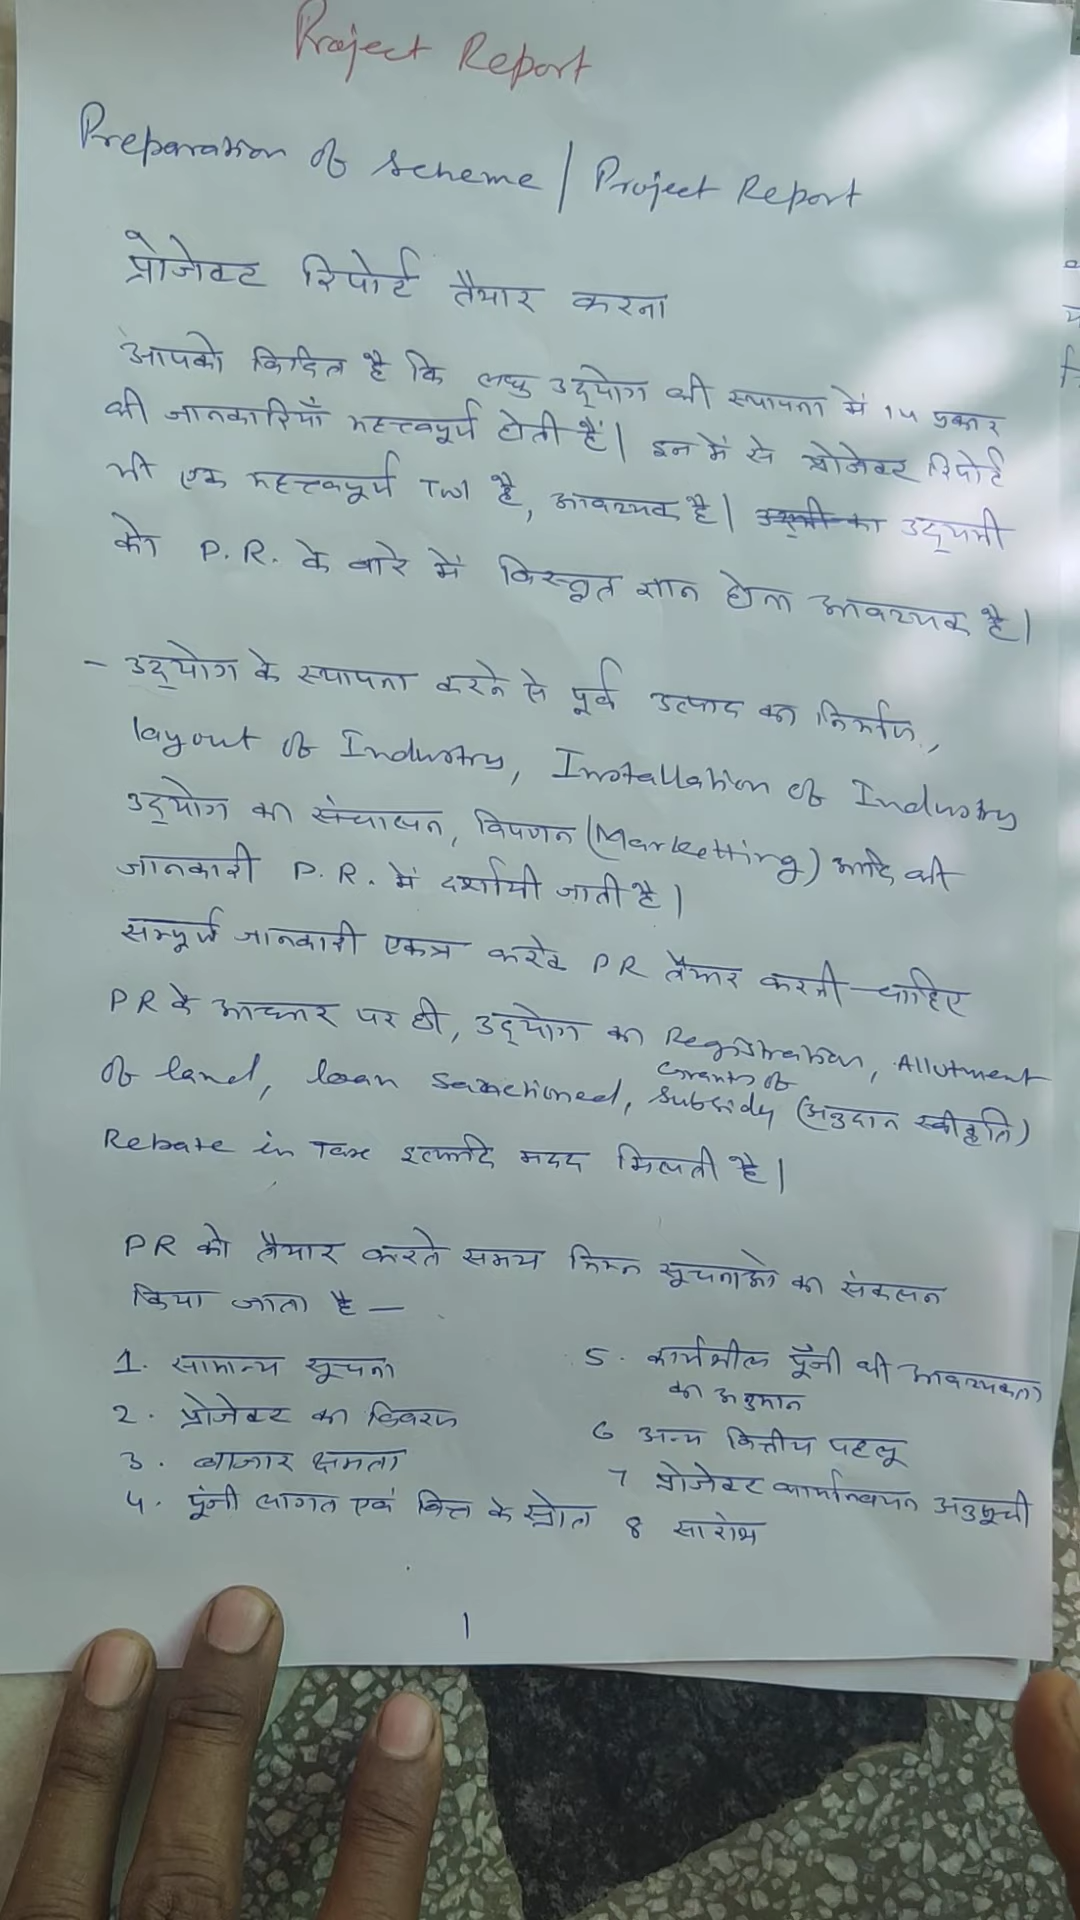 Project Report
Preparation of scheme / Project Report
प्रोजेक्ट रिपोर्ट तैयार करना
आपको विदित है कि लघु उद्योग की स्थापना में 14 प्रकार
की जानकारियाँ महत्त्वपूर्ण होती हैं। इन में से प्रोजेक्ट रिपोर्ट
भी एक महत्त्वपूर्ण Tool है, आवश्यक है। उद्यमी
को P.R. के बारे में विस्तृत ज्ञान होना आवश्यक है।
- उद्योग के स्थापना करने से पूर्व उत्पाद का निर्माण,
layout of Industry, Installation of Industry
उद्योग का संचालन, विपणन (Marketting) आदि की
जानकारी P.R. में दर्शायी जाती है।
सम्पूर्ण जानकारी एकत्र करके PR तैयार करनी चाहिए
PR के आधार पर ही, उद्योग का Registration, Allotment
of land, loan sanctioned, Grants of Subsidy (अनुदान स्वीकृति)
Rebate in Tax इत्यादि मदद मिलती है।
PR को तैयार करते समय निम्न सूचनाओं का संकलन
किया जाता है —
1. सामान्य सूचना
2. प्रोजेक्ट का विवरण
3. बाजार क्षमता
4. पूंजी लागत एवं वित्त के स्रोत
5. कार्यशील पूँजी की आवश्यकता
का अनुमान
6 अन्य वित्तीय पहलू
7 प्रोजेक्ट कार्यान्वयन अनुसूची
8 सारांश
1